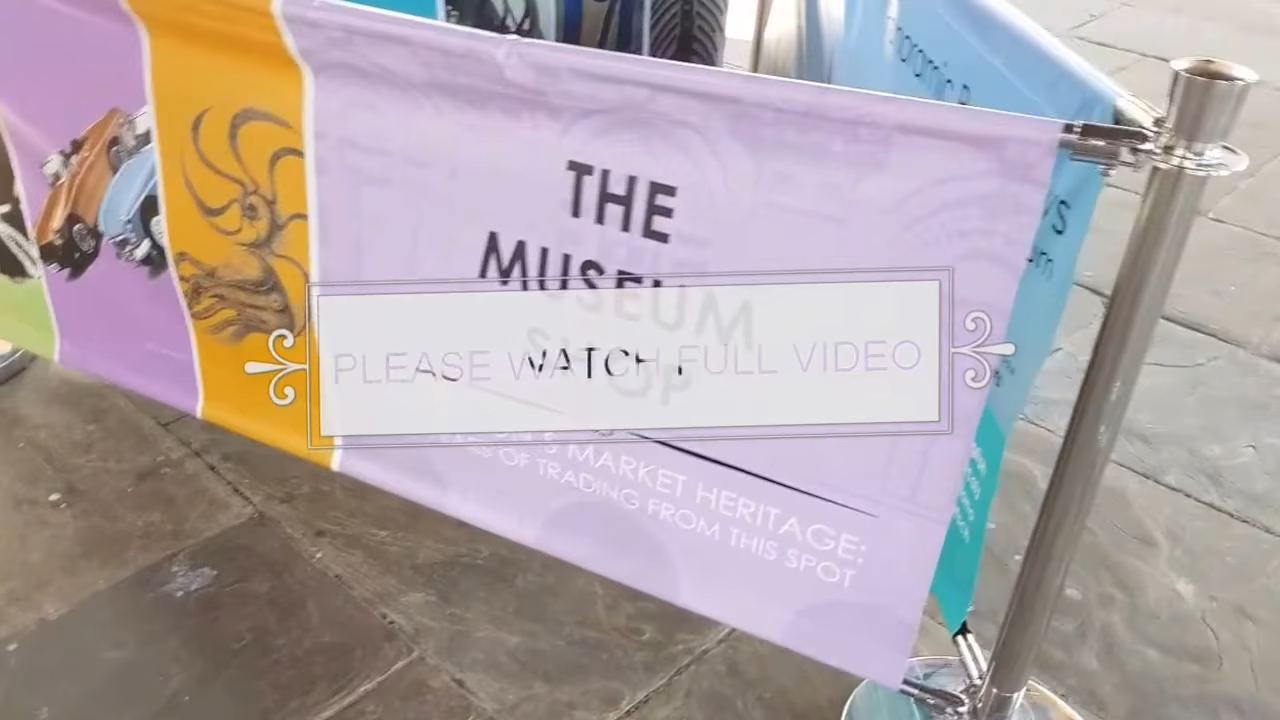 THE
MUSEUM
SHOP
PLEASE WATCH FULL VIDEO
MARKET HERITAGE:
OF TRADING FROM THIS SPOT